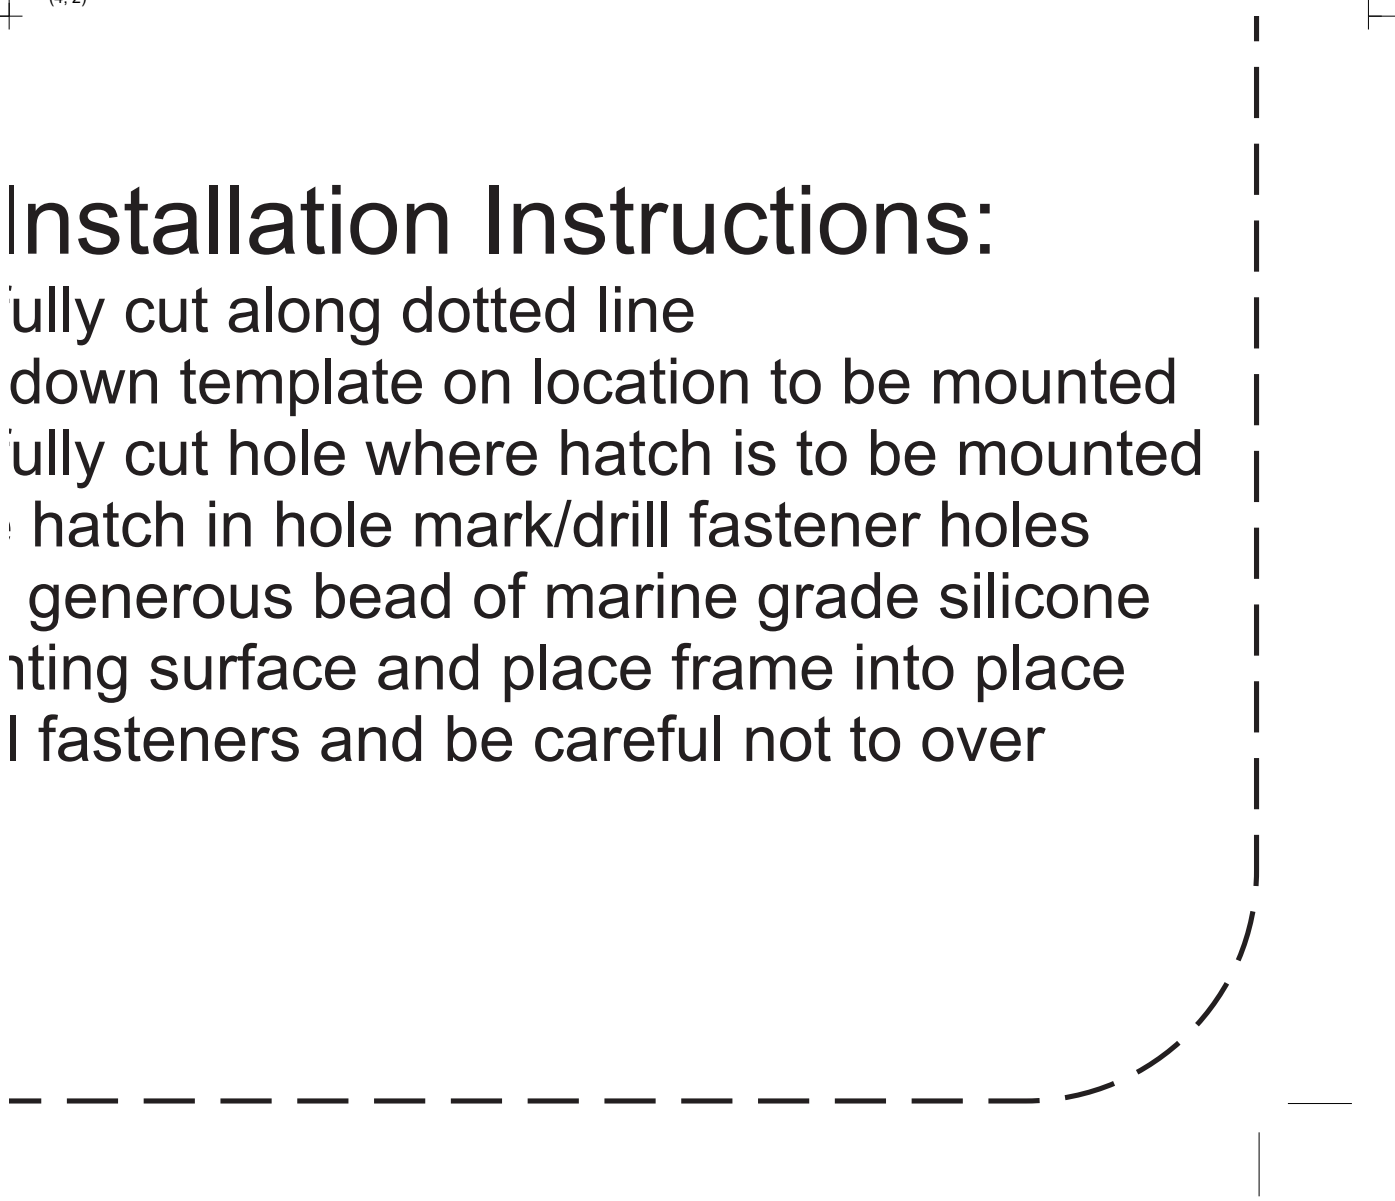 Installation Instructions:
ully cut along dotted line
down template on location to be mounted
ully cut hole where hatch is to be mounted
hatch in hole mark/drill fastener holes
generous bead of marine grade silicone
nting surface and place frame into place
l fasteners and be careful not to over